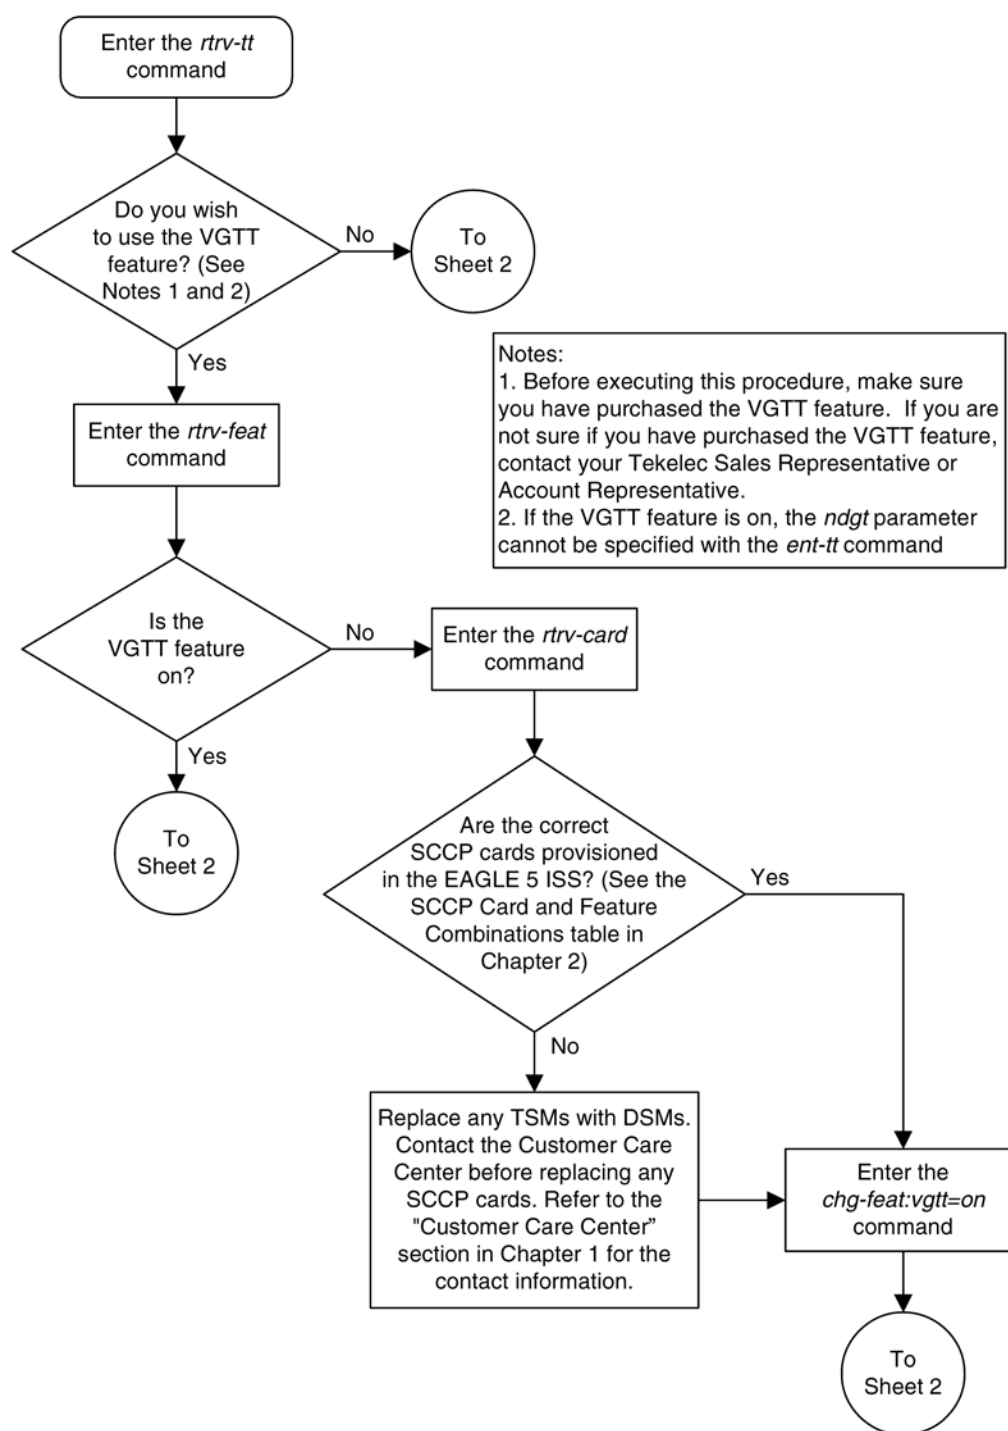 Enter the rtrv-tt
command
Do you wish
to use the VGTT
feature? (See
Notes 1 and 2)
No
To
Sheet 2
Yes
Notes:
1. Before executing this procedure, make sure
you have purchased the VGTT feature.  If you are
not sure if you have purchased the VGTT feature,
contact your Tekelec Sales Representative or
Account Representative.
2. If the VGTT feature is on, the ndgt parameter
cannot be specified with the ent-tt command
Enter the rtrv-feat
command
Is the
VGTT feature
on?
No
Enter the rtrv-card
command
Yes
To
Sheet 2
Are the correct
SCCP cards provisioned
in the EAGLE 5 ISS? (See the
SCCP Card and Feature
Combinations table in
Chapter 2)
Yes
No
Replace any TSMs with DSMs.
Contact the Customer Care
Center before replacing any
SCCP cards. Refer to the
"Customer Care Center”
section in Chapter 1 for the
contact information.
Enter the
chg-feat:vgtt=on
command
To
Sheet 2